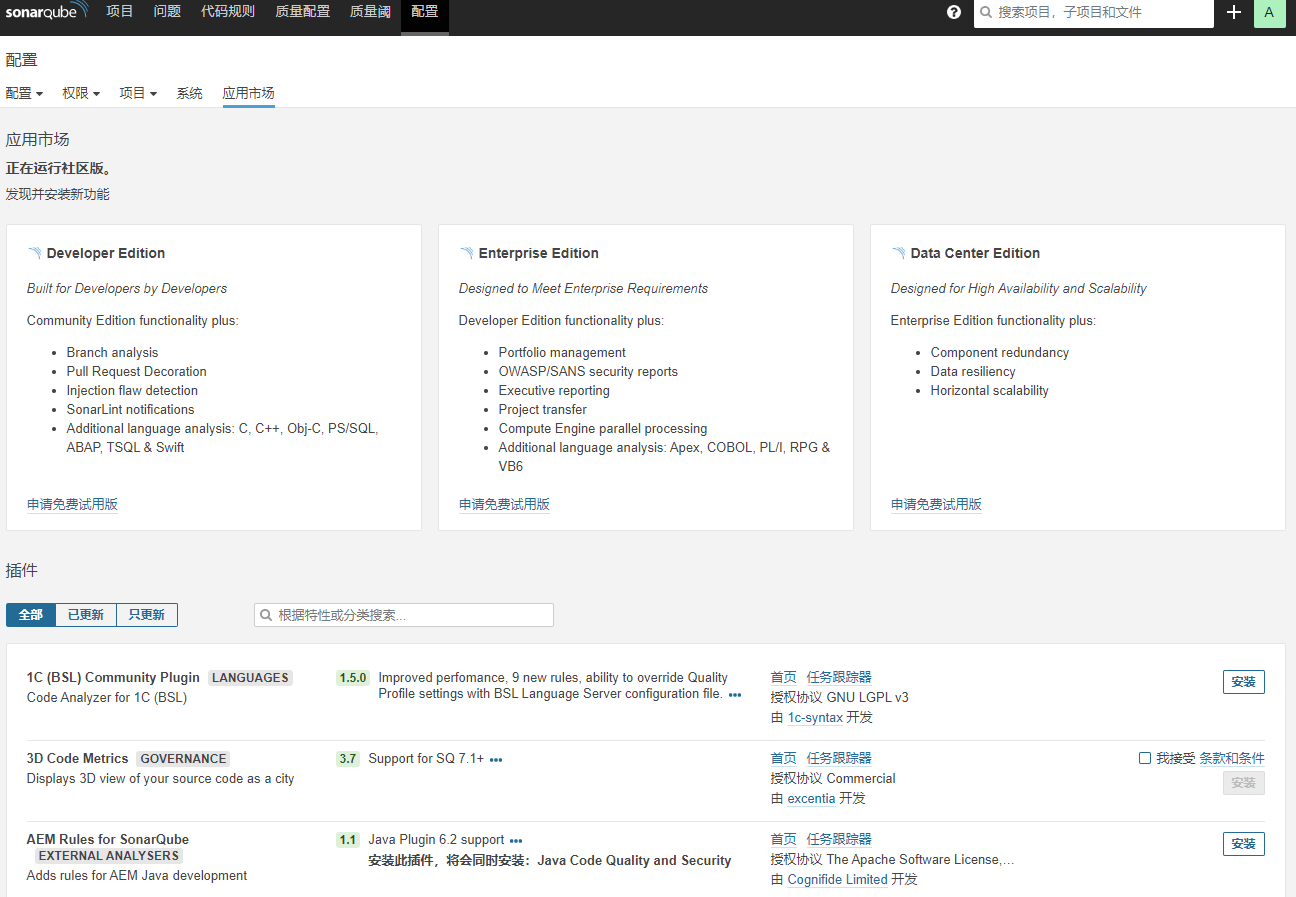 sonarqube 项目 问题 代码规则 质量配置 质量阈 配置 ? 搜索项目，子项目和文件 + A
配置
配置 权限 项目 系统 应用市场
应用市场
正在运行社区版。
发现并安装新功能
Developer Edition
Built for Developers by Developers
Community Edition functionality plus:
Branch analysis
Pull Request Decoration
Injection flaw detection
SonarLint notifications
Additional language analysis: C, C++, Obj-C, PS/SQL,
ABAP, TSQL & Swift
申请免费试用版
Enterprise Edition
Designed to Meet Enterprise Requirements
Developer Edition functionality plus:
Portfolio management
OWASP/SANS security reports
Executive reporting
Project transfer
Compute Engine parallel processing
Additional language analysis: Apex, COBOL, PL/I, RPG &
VB6
申请免费试用版
Data Center Edition
Designed for High Availability and Scalability
Enterprise Edition functionality plus:
Component redundancy
Data resiliency
Horizontal scalability
申请免费试用版
插件
全部 已更新 只更新 根据特性或分类搜索...
1C (BSL) Community Plugin LANGUAGES
Code Analyzer for 1C (BSL)
1.5.0 Improved perfomance, 9 new rules, ability to override Quality
Profile settings with BSL Language Server configuration file. •••
首页 任务跟踪器
授权协议 GNU LGPL v3
由 1c-syntax 开发
安装
3D Code Metrics GOVERNANCE
Displays 3D view of your source code as a city
3.7 Support for SQ 7.1+ •••
首页 任务跟踪器
授权协议 Commercial
由 excentia 开发
我接受 条款和条件
安装
AEM Rules for SonarQube
EXTERNAL ANALYSERS
Adds rules for AEM Java development
1.1 Java Plugin 6.2 support •••
安装此插件，将会同时安装：Java Code Quality and Security
首页 任务跟踪器
授权协议 The Apache Software License,...
由 Cognifide Limited 开发
安装